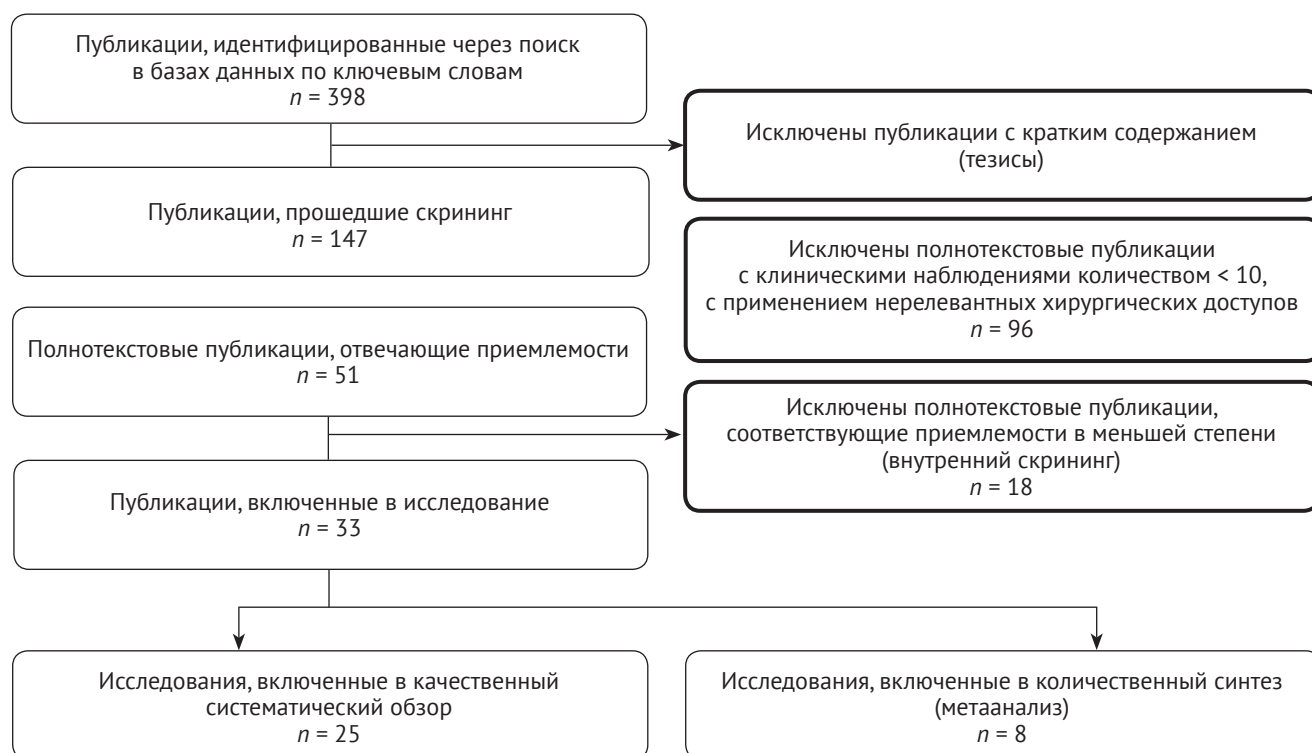 Публикации, идентифицированные через поиск
в базах данных по ключевым словам
n = 398
Исключены публикации с кратким содержанием
(тезисы)
Публикации, прошедшие скрининг
n = 147
Исключены полнотекстовые публикации
с клиническими наблюдениями количеством < 10,
с применением нерелевантных хирургических доступов
n = 96
Полнотекстовые публикации, отвечающие приемлемости
n = 51
Исключены полнотекстовые публикации,
соответствующие приемлемости в меньшей степени
(внутренний скрининг)
n = 18
Публикации, включенные в исследование
n = 33
Исследования, включенные в качественный
систематический обзор
n = 25
Исследования, включенные в количественный синтез
(метаанализ)
n = 8